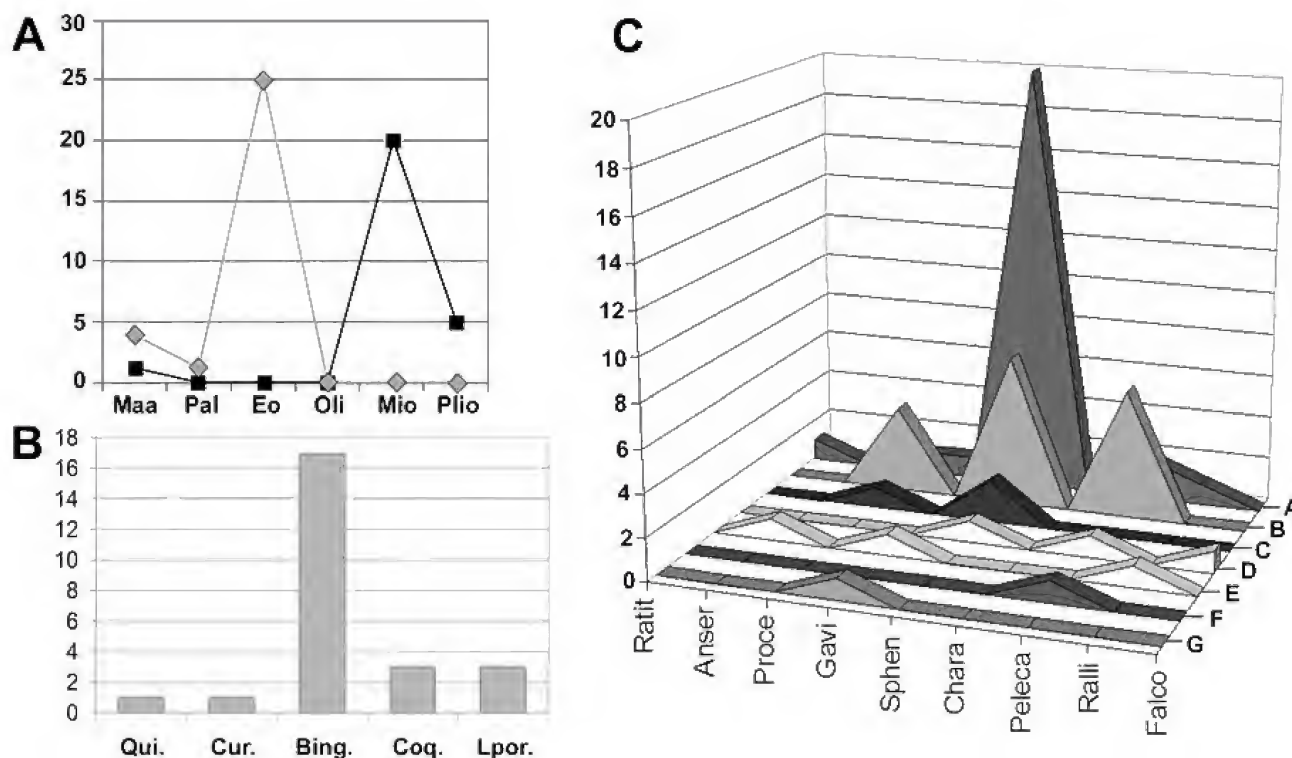 A
30
25
20
15
10
5
0
Maa Pal Eo Oli Mio Plio
B
18
16
14
12
10
8
6
4
2
0
Qui. Cur. Bing. Coq. Lpor.
C
20
18
16
14
12
10
8
6
4
2
0
Ratit
Anser
Proce
Gavi
Sphen
Chara
Peleca
Ralli
Falco
A
B
C
D
E
F
G